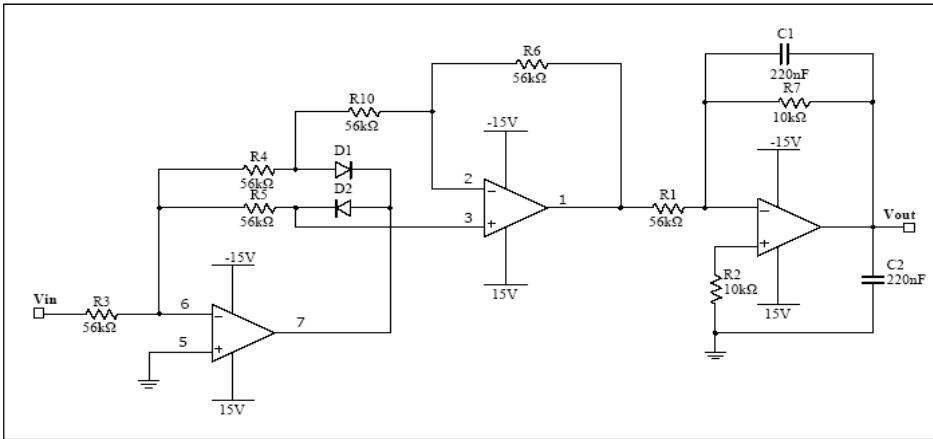 C1
220nF
R7
10kΩ
R6
56kΩ
R10
56kΩ
-15V
-15V
R4
56kΩ
D1
R5
56kΩ
D2
2
3
1
R1
56kΩ
Vout
C2
220nF
R2
10kΩ
15V
15V
-15V
Vin
R3
56kΩ
6
5
7
15V